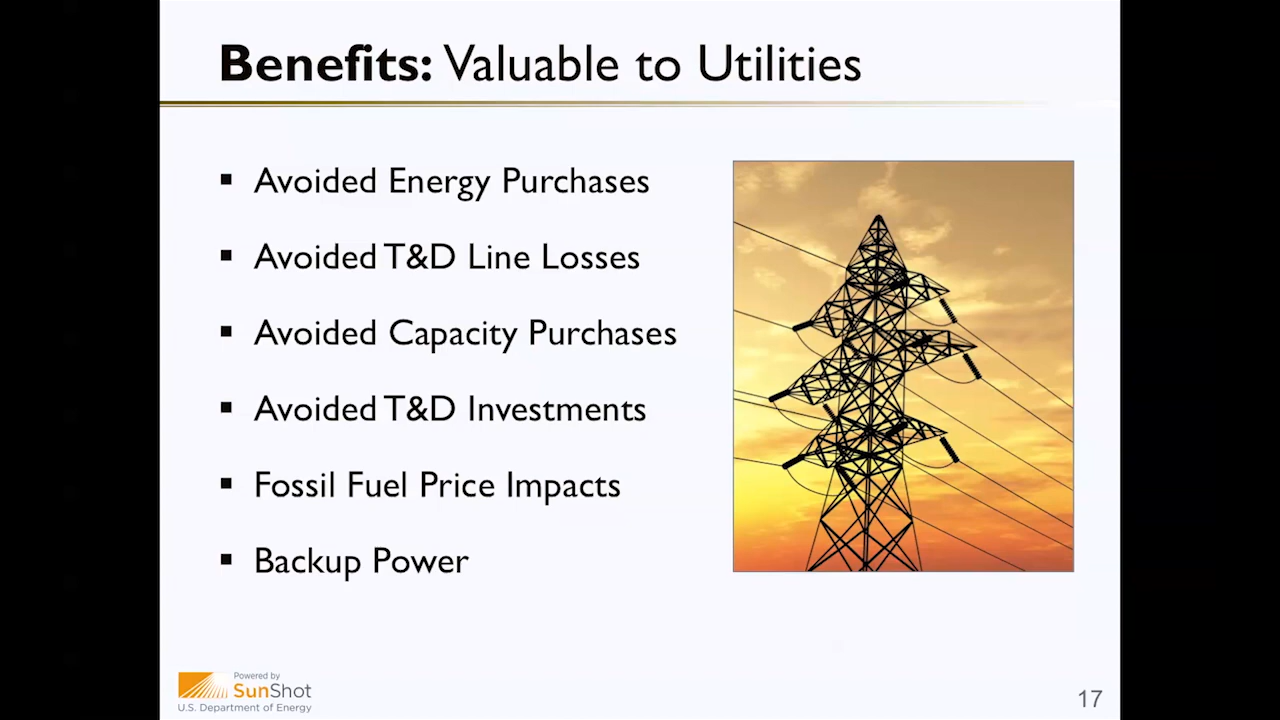 Benefits: Valuable to Utilities
▪ Avoided Energy Purchases
▪ Avoided T&D Line Losses
▪ Avoided Capacity Purchases
▪ Avoided T&D Investments
▪ Fossil Fuel Price Impacts
▪ Backup Power
Powered by
SunShot
U.S. Department of Energy
17